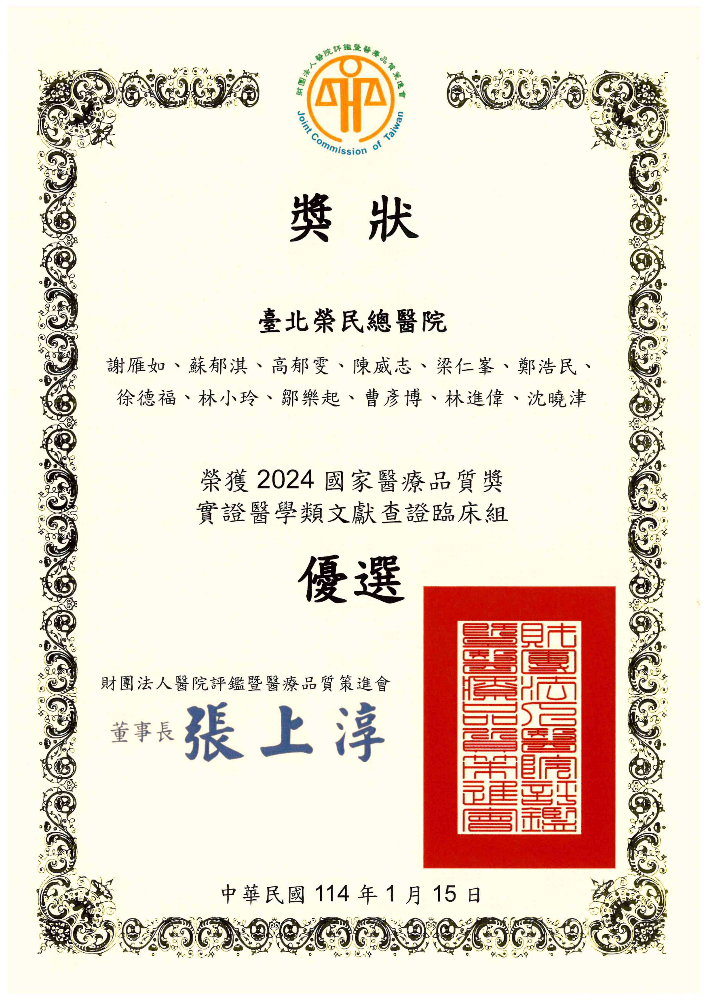 財團法人醫院評鑑暨醫療品質策進會
Joint Commission of Taiwan
獎 狀
臺北榮民總醫院
謝雁如、蘇郁淇、高郁雯、陳威志、梁仁峯、鄭浩民、
徐德福、林小玲、鄒樂起、曹彥博、林進偉、沈曉津
榮獲 2024 國家醫療品質獎
實證醫學類文獻查證臨床組
優選
財團法人醫院評鑑暨醫療品質策進會
董事長 張上淳
財團法人醫院評鑑
暨醫療品質策進會
中華民國 114 年 1 月 15 日